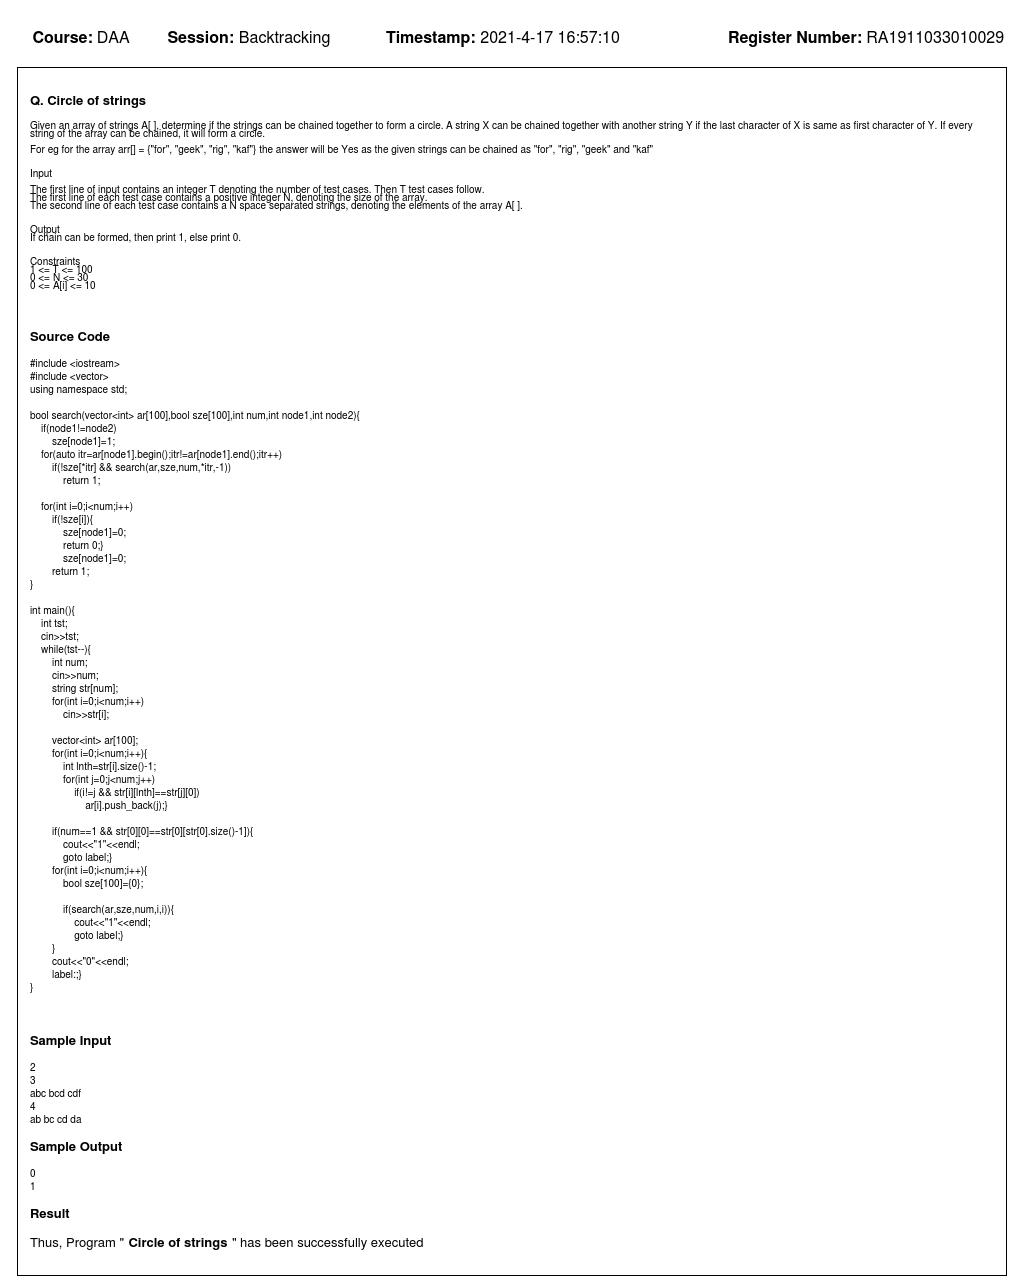 Course: DAA Session: Backtracking Timestamp: 2021-4-17 16:57:10 Register Number: RA1911033010029
Q. Circle of strings
Given an array of strings A[ ], determine if the strings can be chained together to form a circle. A string X can be chained together with another string Y if the last character of X is same as first character of Y. If every
string of the array can be chained, it will form a circle.
For eg for the array arr[] = {"for", "geek", "rig", "kaf"} the answer will be Yes as the given strings can be chained as "for", "rig", "geek" and "kaf"
Input
The first line of input contains an integer T denoting the number of test cases. Then T test cases follow.
The first line of each test case contains a positive integer N, denoting the size of the array.
The second line of each test case contains a N space separated strings, denoting the elements of the array A[ ].
Output
If chain can be formed, then print 1, else print 0.
Constraints
1 <= T <= 100
0 <= N <= 30
0 <= A[i] <= 10
Source Code
#include <iostream>
#include <vector>
using namespace std;
bool search(vector<int> ar[100],bool sze[100],int num,int node1,int node2){
if(node1!=node2)
sze[node1]=1;
for(auto itr=ar[node1].begin();itr!=ar[node1].end();itr++)
if(!sze[*itr] && search(ar,sze,num,*itr,-1))
return 1;
for(int i=0;i<num;i++)
if(!sze[i]){
sze[node1]=0;
return 0;}
sze[node1]=0;
return 1;
}
int main(){
int tst;
cin>>tst;
while(tst--){
int num;
cin>>num;
string str[num];
for(int i=0;i<num;i++)
cin>>str[i];
vector<int> ar[100];
for(int i=0;i<num;i++){
int lnth=str[i].size()-1;
for(int j=0;j<num;j++)
if(i!=j && str[i][lnth]==str[j][0])
ar[i].push_back(j);}
if(num==1 && str[0][0]==str[0][str[0].size()-1]){
cout<<"1"<<endl;
goto label;}
for(int i=0;i<num;i++){
bool sze[100]={0};
if(search(ar,sze,num,i,i)){
cout<<"1"<<endl;
goto label;}
}
cout<<"0"<<endl;
label:;}
}
Sample Input
2
3
abc bcd cdf
4
ab bc cd da
Sample Output
0
1
Result
Thus, Program " Circle of strings " has been successfully executed